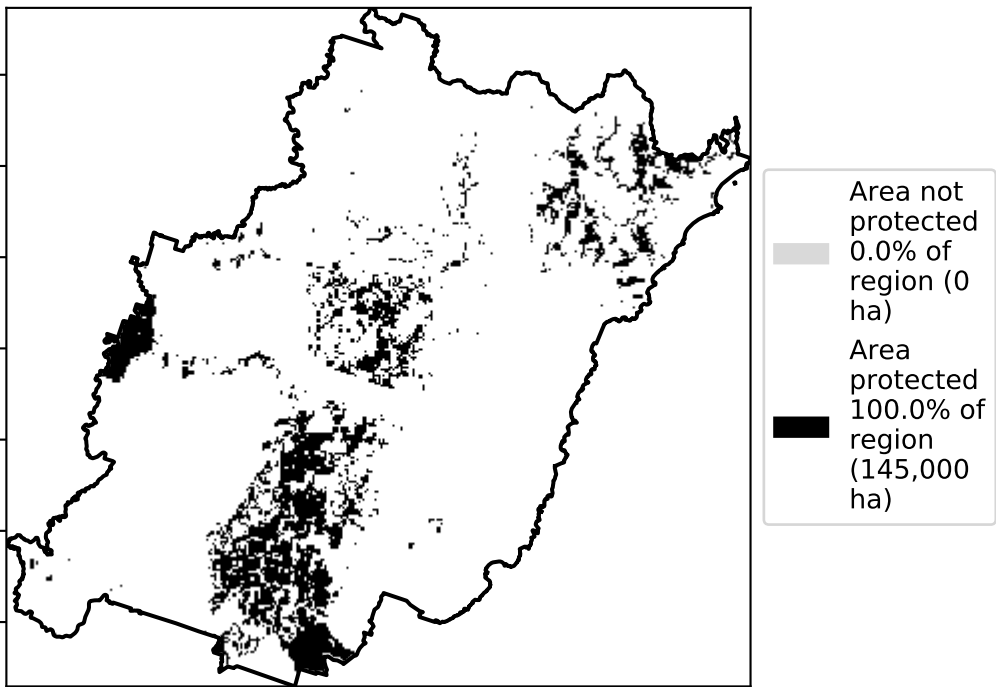 Area not
protected
0.0% of
region (0
ha)
Area
protected
100.0% of
region
(145,000
ha)